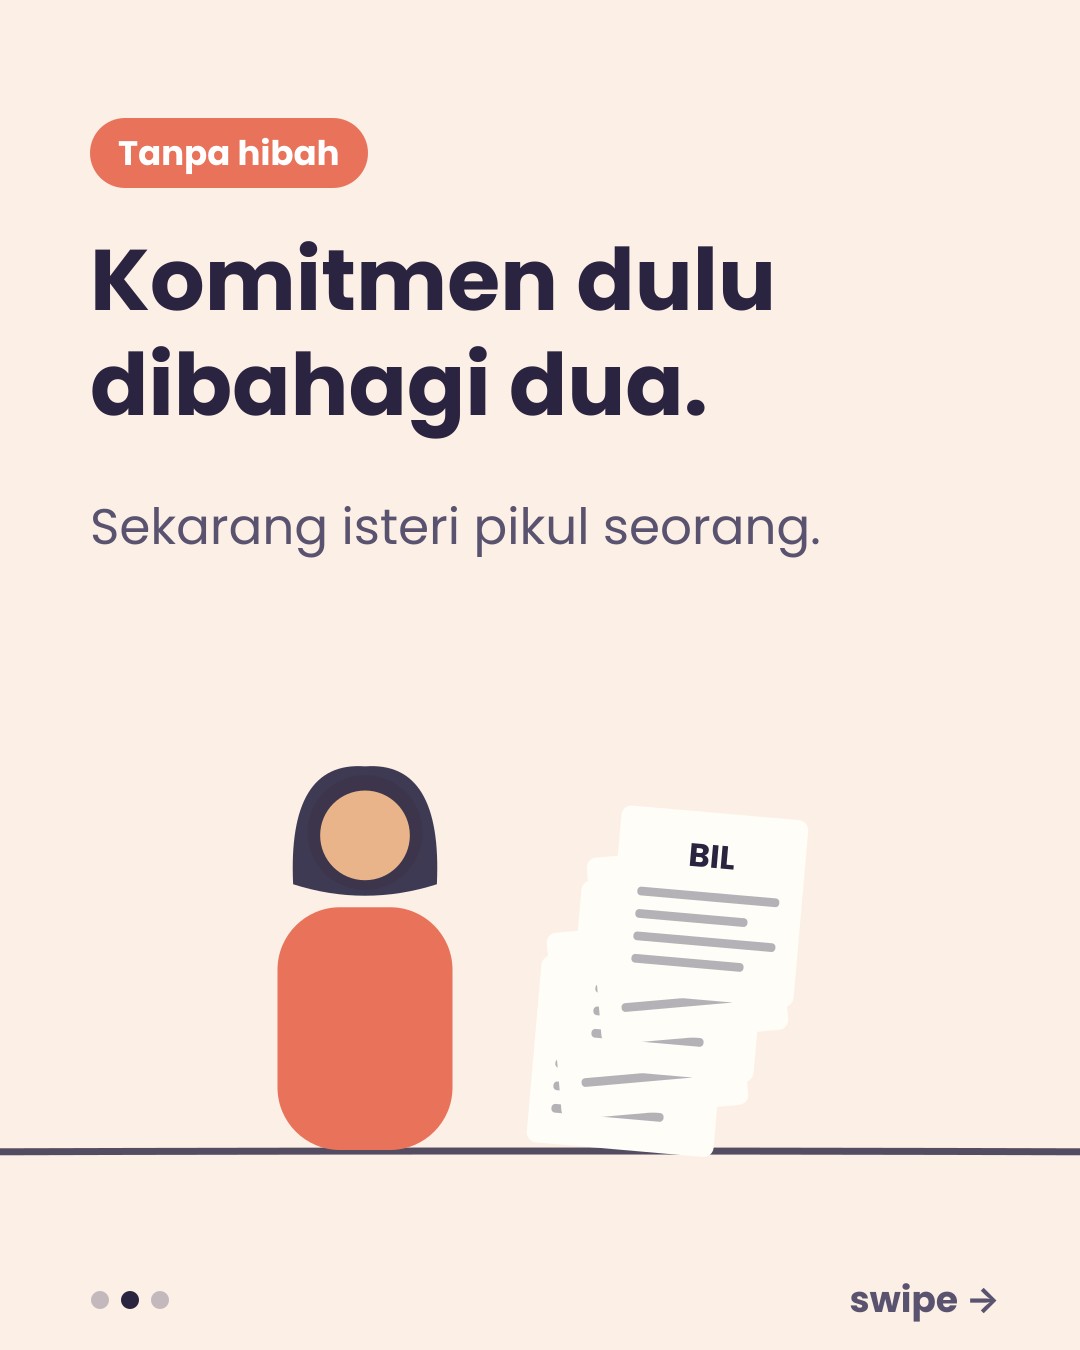 Tanpa hibah
Komitmen dulu
dibahagi dua.
Sekarang isteri pikul seorang.
BIL
swipe →